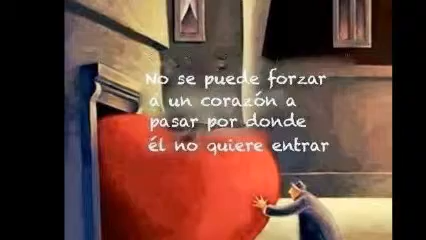 No se puede forzar
a un corazón a
pasar por donde
él no quiere entrar